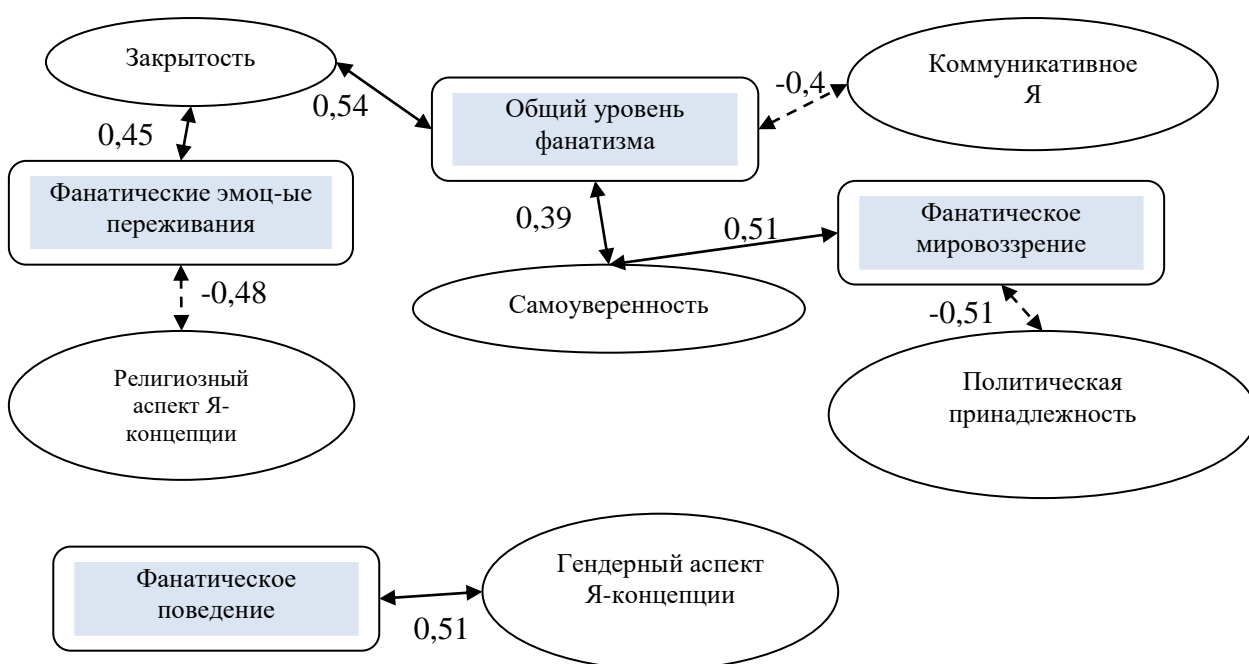 Закрытость
Коммуникативное
Я
-0,4
0,54
Общий уровень
фанатизма
0,45
Фанатические эмоц-ые
переживания
Фанатическое
мировоззрение
0,39
0,51
-0,48
Самоуверенность
-0,51
Религиозный
аспект Я-
концепции
Политическая
принадлежность
Гендерный аспект
Я-концепции
Фанатическое
поведение
0,51